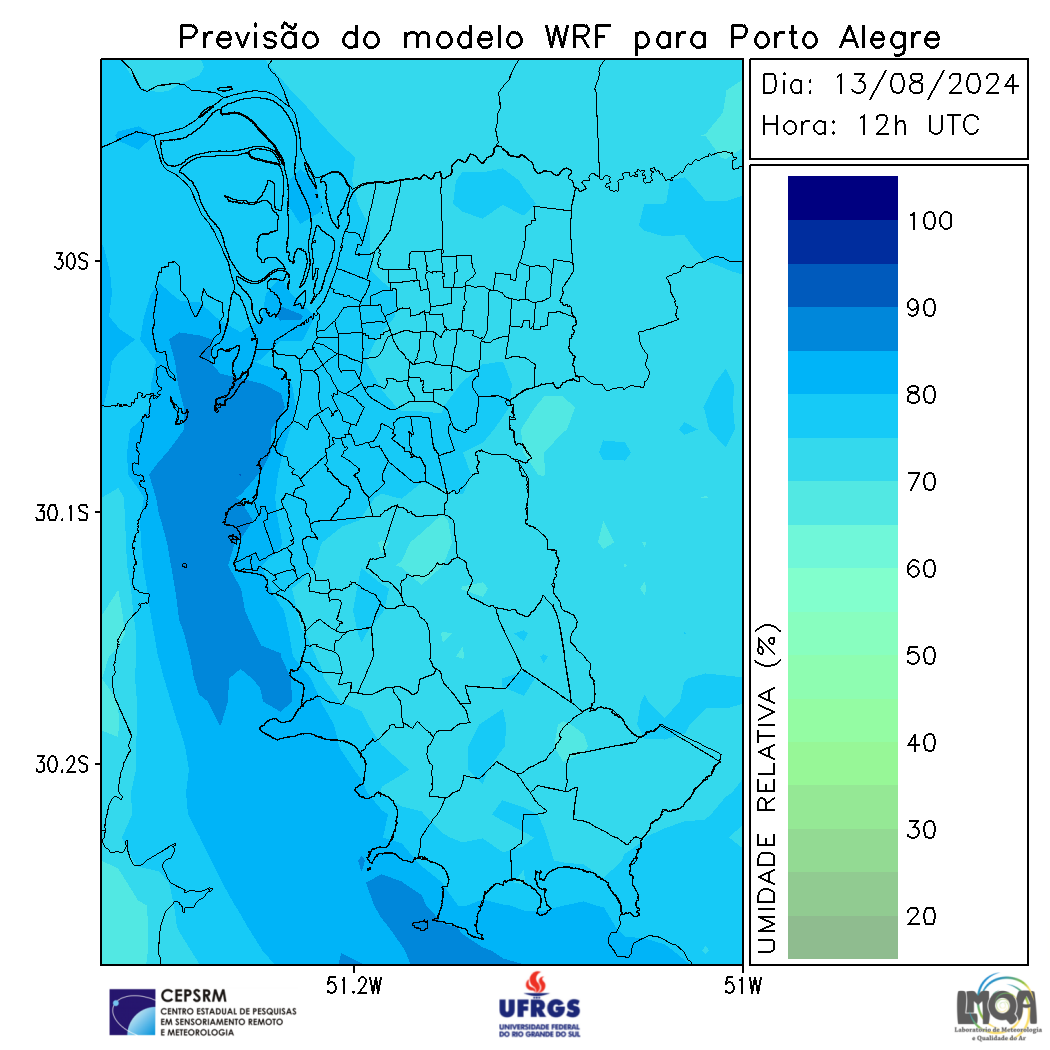 Previsão do modelo WRF para Porto Alegre
Dia: 13/08/2024
Hora: 12h UTC
30S
30.1S
30.2S
51.2W
51W
UMIDADE RELATIVA (%)
100
90
80
70
60
50
40
30
20
CEPSRM
CENTRO ESTADUAL DE PESQUISAS
EM SENSORIAMENTO REMOTO
E METEOROLOGIA
UFRGS
UNIVERSIDADE FEDERAL
DO RIO GRANDE DO SUL
LMQA
Laboratório de Meteorologia
e Qualidade do Ar